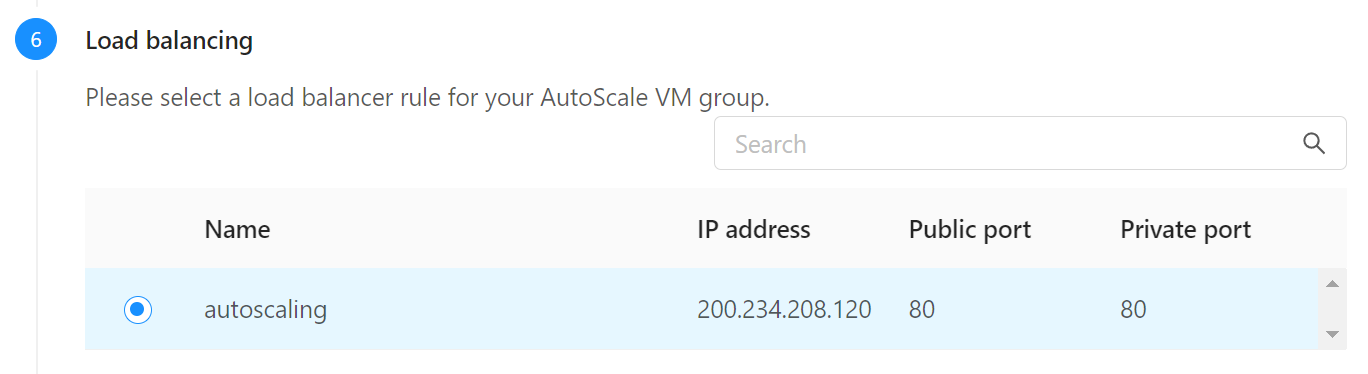 6
Load balancing
Please select a load balancer rule for your AutoScale VM group.
Search
Name IP address Public port Private port
autoscaling 200.234.208.120 80 80